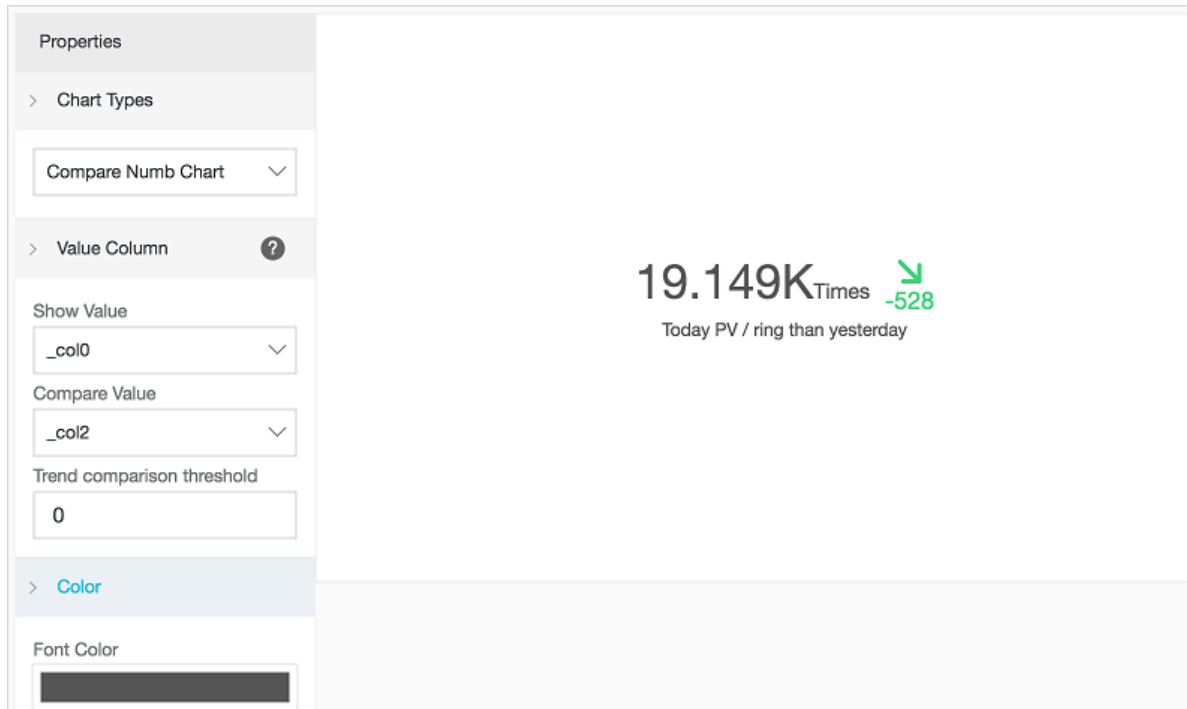 Properties
Chart Types
Compare Numb Chart
Value Column
?
Show Value
_col0
Compare Value
_col2
Trend comparison threshold
0
Color
Font Color
19.149KTimes
-528
Today PV / ring than yesterday